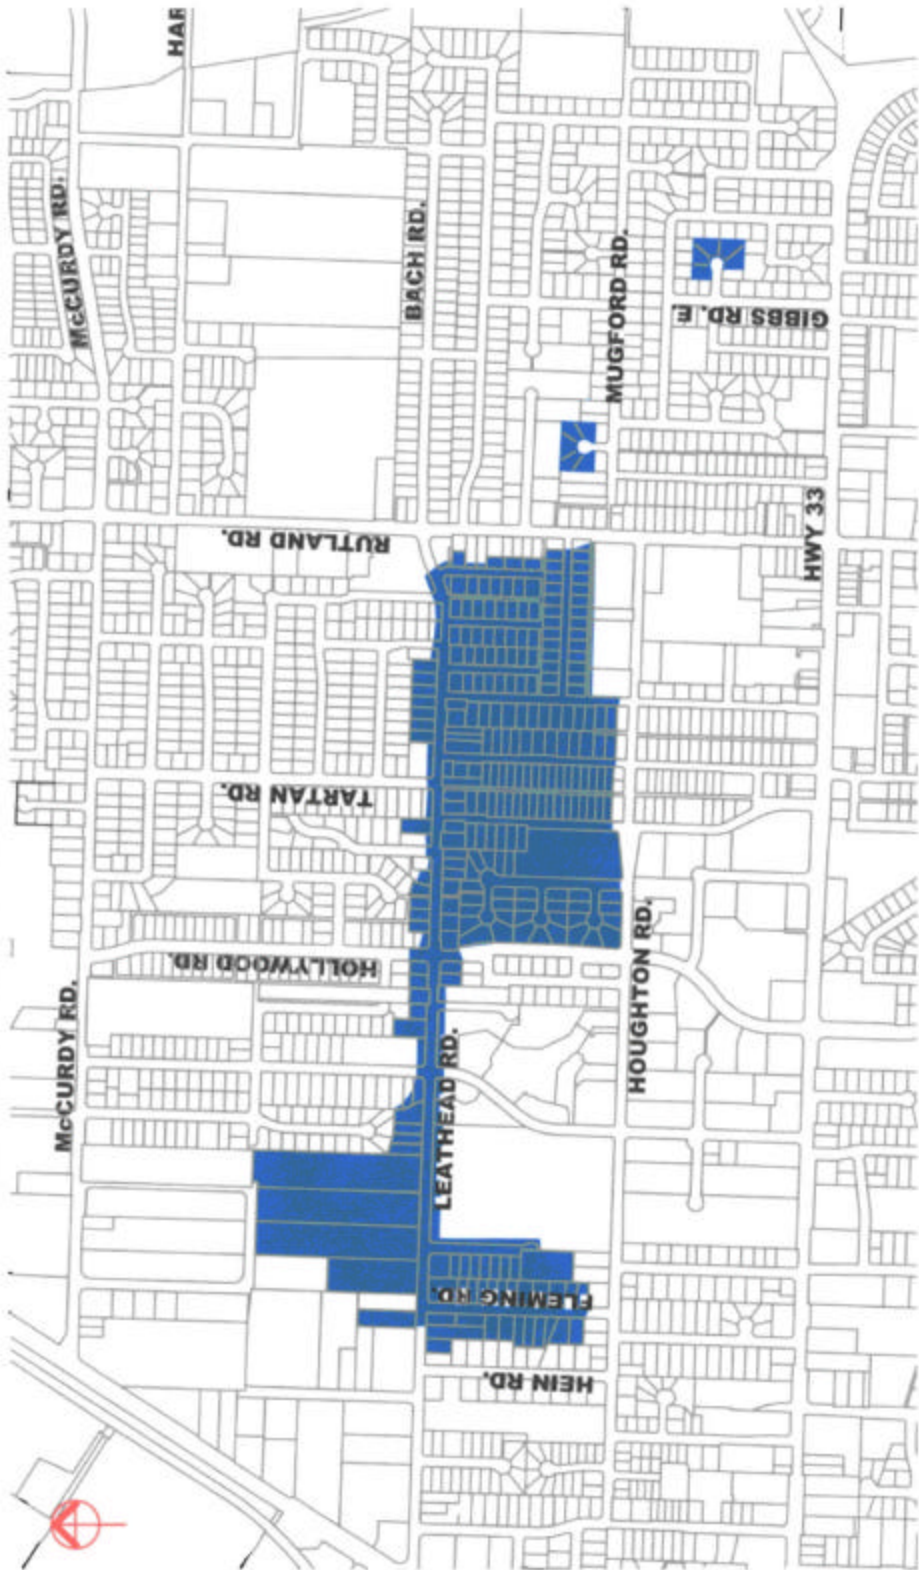 HAR
McCURDY RD.
BACH RD.
MUGFORD RD.
GIBBS RD. E.
RUTLAND RD.
HWY 33
TARTAN RD.
HOLLYWOOD RD.
HOUGHTON RD.
McCURDY RD.
LEATHEAD RD.
FLEMING RD.
HEIN RD.